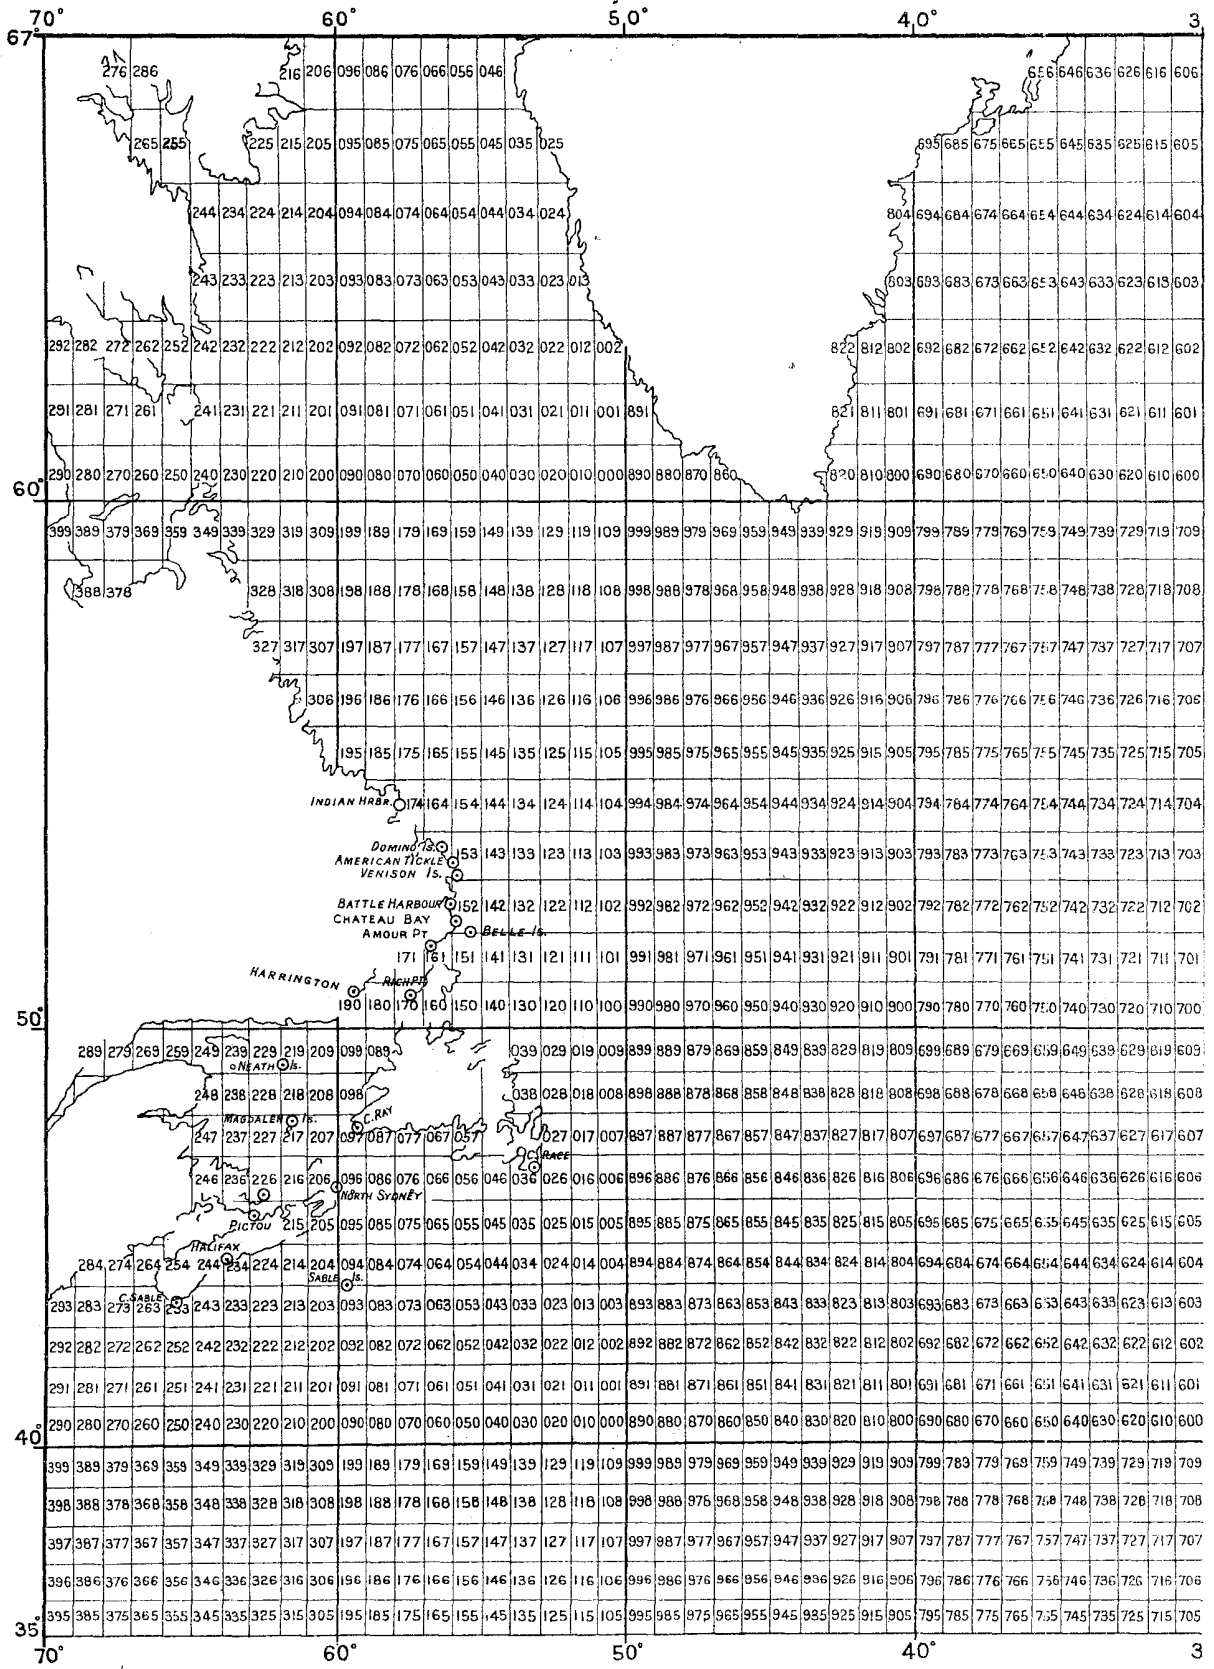 70° 60° 50° 40° 3
67°
276 286 216 206 096 086 076 066 056 046 656 646 636 626 616 606
265 255 225 215 205 095 085 075 065 055 045 035 025 695 685 675 665 655 645 635 625 615 605
244 234 224 214 204 094 084 074 064 054 044 034 024 804 694 684 674 664 654 644 634 624 614 604
243 233 223 213 203 093 083 073 063 053 043 033 023 013 803 693 683 673 663 653 643 633 623 613 603
292 282 272 262 252 242 232 222 212 202 092 082 072 062 052 042 032 022 012 002 822 812 802 692 682 672 662 652 642 632 622 612 602
291 281 271 261 241 231 221 211 201 091 081 071 061 051 041 031 021 011 001 891 821 811 801 691 681 671 661 651 641 631 621 611 601
290 280 270 260 250 240 230 220 210 200 090 080 070 060 050 040 030 020 010 000 890 880 870 860 820 810 800 690 680 670 660 650 640 630 620 610 600
60°
399 389 379 369 359 349 339 329 319 309 199 189 179 169 159 149 139 129 119 109 999 989 979 969 959 949 939 929 919 909 799 789 779 769 759 749 739 729 719 709
388 378 328 318 308 198 188 178 168 158 148 138 128 118 108 998 988 978 968 958 948 938 928 918 908 798 788 778 768 758 748 738 728 718 708
327 317 307 197 187 177 167 157 147 137 127 117 107 997 987 977 967 957 947 937 927 917 907 797 787 777 767 757 747 737 727 717 707
306 196 186 176 166 156 146 136 126 116 106 996 986 976 966 956 946 936 926 916 906 796 786 776 766 756 746 736 726 716 706
195 185 175 165 155 145 135 125 115 105 995 985 975 965 955 945 935 925 915 905 795 785 775 765 755 745 735 725 715 705
INDIAN HRBR. 174 164 154 144 134 124 114 104 994 984 974 964 954 944 934 924 914 904 794 784 774 764 754 744 734 724 714 704
DOMINO Is. 153 143 133 123 113 103 993 983 973 963 953 943 933 923 913 903 793 783 773 763 753 743 733 723 713 703
AMERICAN TICKLE
VENISON Is.
BATTLE HARBOUR 152 142 132 122 112 102 992 982 972 962 952 942 932 922 912 902 792 782 772 762 752 742 732 722 712 702
CHATEAU BAY
AMOUR PT BELLE Is.
171 161 151 141 131 121 111 101 991 981 971 961 951 941 931 921 911 901 791 781 771 761 751 741 731 721 711 701
HARRINGTON RICH PT.
190 180 170 160 150 140 130 120 110 100 990 980 970 960 950 940 930 920 910 900 790 780 770 760 750 740 730 720 710 700
50°
289 279 269 259 249 239 229 219 209 099 089 039 029 019 009 899 889 879 869 859 849 839 829 819 809 699 689 679 669 659 649 639 629 619 609
NEATH Is.
248 238 228 218 208 098 038 028 018 008 898 888 878 868 858 848 838 828 818 808 698 688 678 668 658 648 638 628 618 608
MAGDALEN Is. C. RAY
247 237 227 217 207 097 087 077 067 057 027 017 007 897 887 877 867 857 847 837 827 817 807 697 687 677 667 657 647 637 627 617 607
C. RACE
246 236 226 216 206 096 086 076 066 056 046 036 026 016 006 896 886 876 866 856 846 836 826 816 806 696 686 676 666 656 646 636 626 616 606
NORTH SYDNEY
PICTOU 215 205 095 085 075 065 055 045 035 025 015 005 895 885 875 865 855 845 835 825 815 805 695 685 675 665 655 645 635 625 615 605
HALIFAX
284 274 264 254 244 234 224 214 204 094 084 074 064 054 044 034 024 014 004 894 884 874 864 854 844 834 824 814 804 694 684 674 664 654 644 634 624 614 604
SABLE Is.
C. SABLE
293 283 273 263 253 243 233 223 213 203 093 083 073 063 053 043 033 023 013 003 893 883 873 863 853 843 833 823 813 803 693 683 673 663 653 643 633 623 613 603
292 282 272 262 252 242 232 222 212 202 092 082 072 062 052 042 032 022 012 002 892 882 872 862 852 842 832 822 812 802 692 682 672 662 652 642 632 622 612 602
291 281 271 261 251 241 231 221 211 201 091 081 071 061 051 041 031 021 011 001 891 881 871 861 851 841 831 821 811 801 691 681 671 661 651 641 631 621 611 601
290 280 270 260 250 240 230 220 210 200 090 080 070 060 050 040 030 020 010 000 890 880 870 860 850 840 830 820 810 800 690 680 670 660 650 640 630 620 610 600
40°
399 389 379 369 359 349 339 329 319 309 199 189 179 169 159 149 139 129 119 109 999 989 979 969 959 949 939 929 919 909 799 789 779 769 759 749 739 729 719 709
398 388 378 368 358 348 338 328 318 308 198 188 178 168 158 148 138 128 118 108 998 988 978 968 958 948 938 928 918 908 798 788 778 768 758 748 738 728 718 708
397 387 377 367 357 347 337 327 317 307 197 187 177 167 157 147 137 127 117 107 997 987 977 967 957 947 937 927 917 907 797 787 777 767 757 747 737 727 717 707
396 386 376 366 356 346 336 326 316 306 196 186 176 166 156 146 136 126 116 106 996 986 976 966 956 946 936 926 916 906 796 786 776 766 756 746 736 726 716 706
395 385 375 365 355 345 335 325 315 305 195 185 175 165 155 145 135 125 115 105 995 985 975 965 955 945 935 925 915 905 795 785 775 765 755 745 735 725 715 705
35°
70° 60° 50° 40° 3